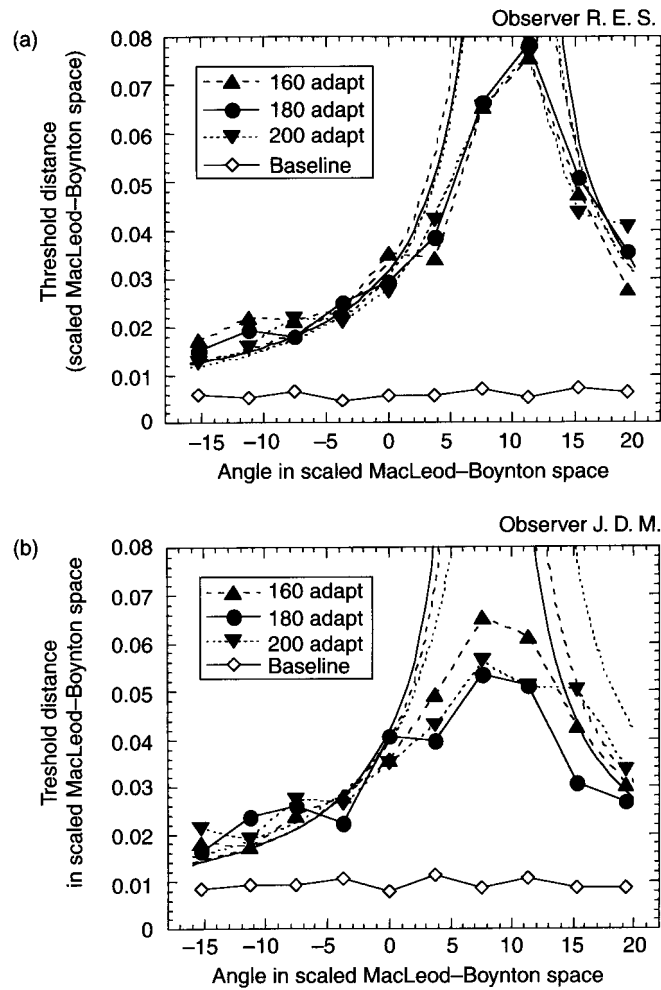 Observer R. E. S.
(a)
Threshold distance
(scaled MacLeod–Boynton space)
0.08
0.07
0.06
0.05
0.04
0.03
0.02
0.01
0
160 adapt
180 adapt
200 adapt
Baseline
−15 −10 −5 0 5 10 15 20
Angle in scaled MacLeod–Boynton space
Observer J. D. M.
(b)
Treshold distance
in scaled MacLeod–Boynton space
0.08
0.07
0.06
0.05
0.04
0.03
0.02
0.01
0
160 adapt
180 adapt
200 adapt
Baseline
−15 −10 −5 0 5 10 15 20
Angle in scaled MacLeod–Boynton space